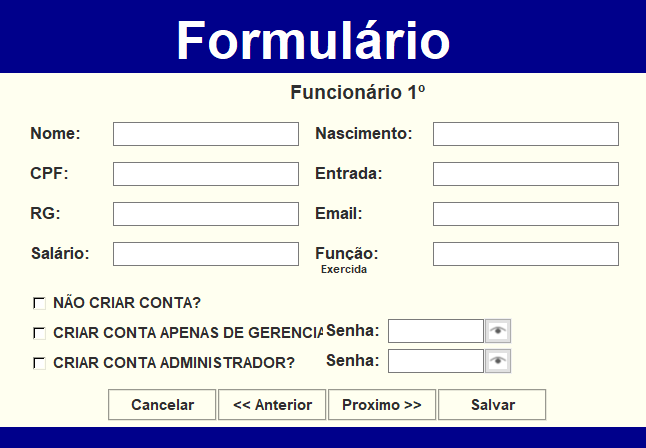 Formulário
Funcionário 1º
Nome: Nascimento:
CPF: Entrada:
RG: Email:
Salário: Função:
Exercida
NÃO CRIAR CONTA?
CRIAR CONTA APENAS DE GERENCIA Senha:
CRIAR CONTA ADMINISTRADOR? Senha:
Cancelar << Anterior Proximo >> Salvar